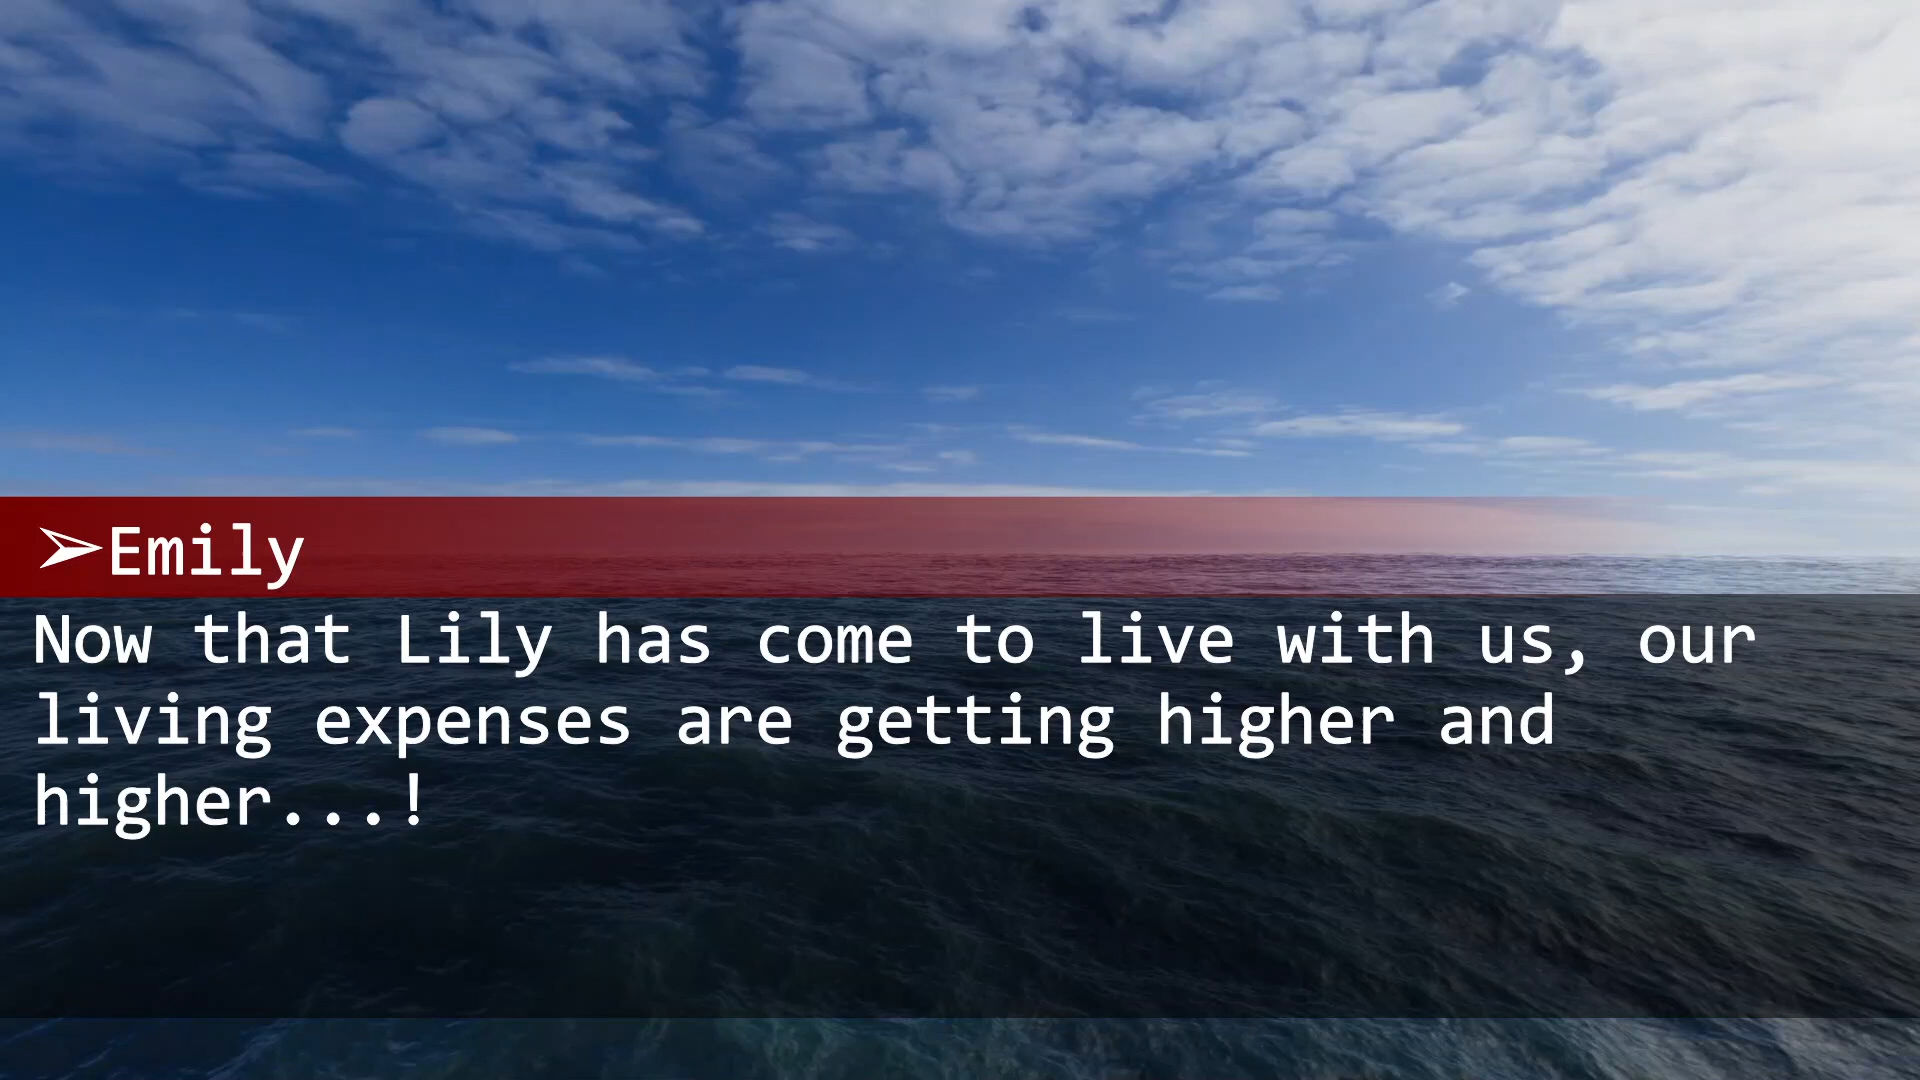 ➢Emily
Now that Lily has come to live with us, our
living expenses are getting higher and
higher...!